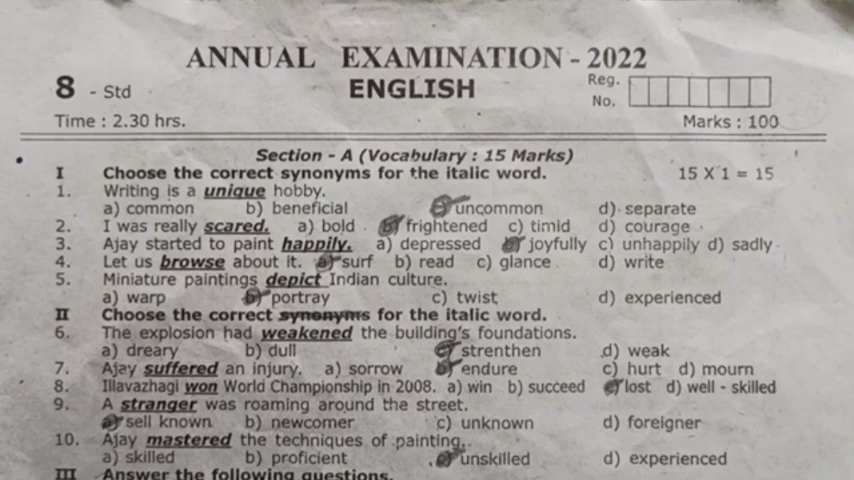 ANNUAL EXAMINATION - 2022
8 - Std ENGLISH Reg. No.
Time : 2.30 hrs. Marks : 100
Section - A (Vocabulary : 15 Marks)
I Choose the correct synonyms for the italic word. 15 X 1 = 15
1. Writing is a unique hobby.
a) common b) beneficial c) uncommon d) separate
2. I was really scared. a) bold b) frightened c) timid d) courage
3. Ajay started to paint happily. a) depressed b) joyfully c) unhappily d) sadly
4. Let us browse about it. a) surf b) read c) glance d) write
5. Miniature paintings depict Indian culture.
a) warp b) portray c) twist d) experienced
II Choose the correct synonyms for the italic word.
6. The explosion had weakened the building's foundations.
a) dreary b) dull c) strenthen d) weak
7. Ajay suffered an injury. a) sorrow b) endure c) hurt d) mourn
8. Illavazhagi won World Championship in 2008. a) win b) succeed c) lost d) well - skilled
9. A stranger was roaming around the street.
a) sell known b) newcomer c) unknown d) foreigner
10. Ajay mastered the techniques of painting.
a) skilled b) proficient c) unskilled d) experienced
III Answer the following questions.